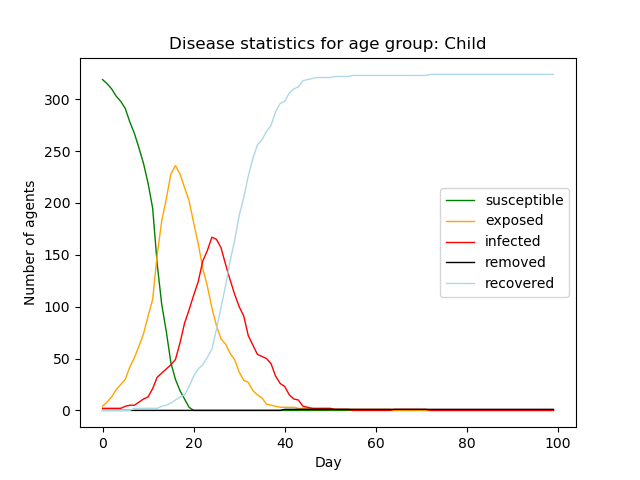 Disease statistics for age group: Child
Number of agents
300
250
200
150
100
50
0
susceptible
exposed
infected
removed
recovered
0 20 40 60 80 100
Day